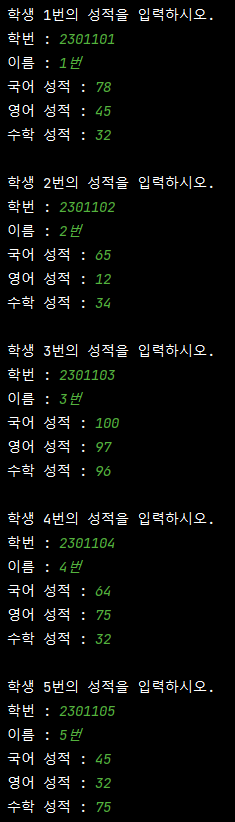 학생 1번의 성적을 입력하시오.
학번 : 2301101
이름 : 1번
국어 성적 : 78
영어 성적 : 45
수학 성적 : 32
학생 2번의 성적을 입력하시오.
학번 : 2301102
이름 : 2번
국어 성적 : 65
영어 성적 : 12
수학 성적 : 34
학생 3번의 성적을 입력하시오.
학번 : 2301103
이름 : 3번
국어 성적 : 100
영어 성적 : 97
수학 성적 : 96
학생 4번의 성적을 입력하시오.
학번 : 2301104
이름 : 4번
국어 성적 : 64
영어 성적 : 75
수학 성적 : 32
학생 5번의 성적을 입력하시오.
학번 : 2301105
이름 : 5번
국어 성적 : 45
영어 성적 : 32
수학 성적 : 75